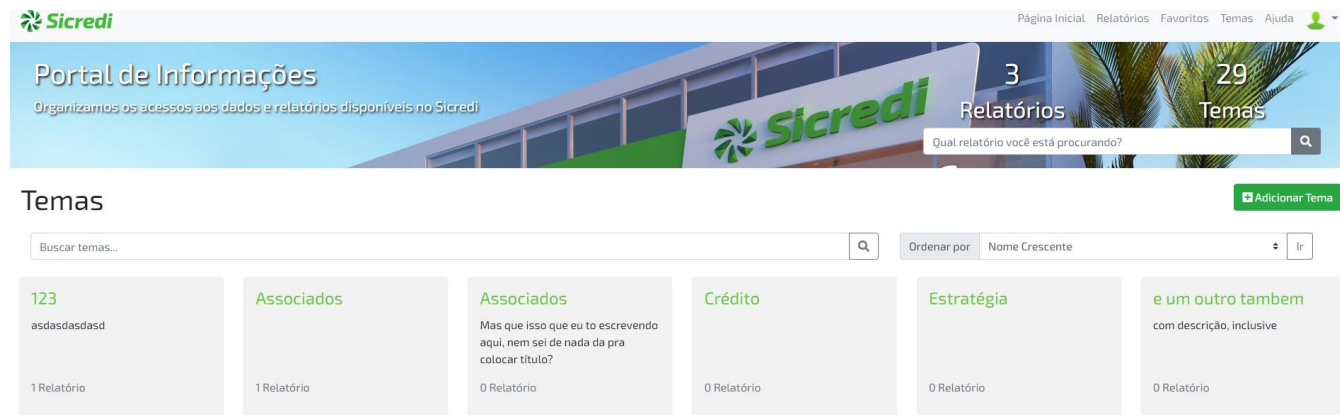 Sicredi
Página Inicial Relatórios Favoritos Temas Ajuda
Portal de Informações
Organizamos os acessos aos dados e relatórios disponíveis no Sicredi
Sicredi
3
Relatórios
29
Temas
Qual relatório você está procurando?
Temas
Adicionar Tema
Buscar temas...
Ordenar por Nome Crescente Ir
123
asdasdasdasd
1 Relatório
Associados
1 Relatório
Associados
Mas que isso que eu to escrevendo
aqui, nem sei de nada da pra
colocar título?
0 Relatório
Crédito
0 Relatório
Estratégia
0 Relatório
e um outro tambem
com descrição, inclusive
0 Relatório